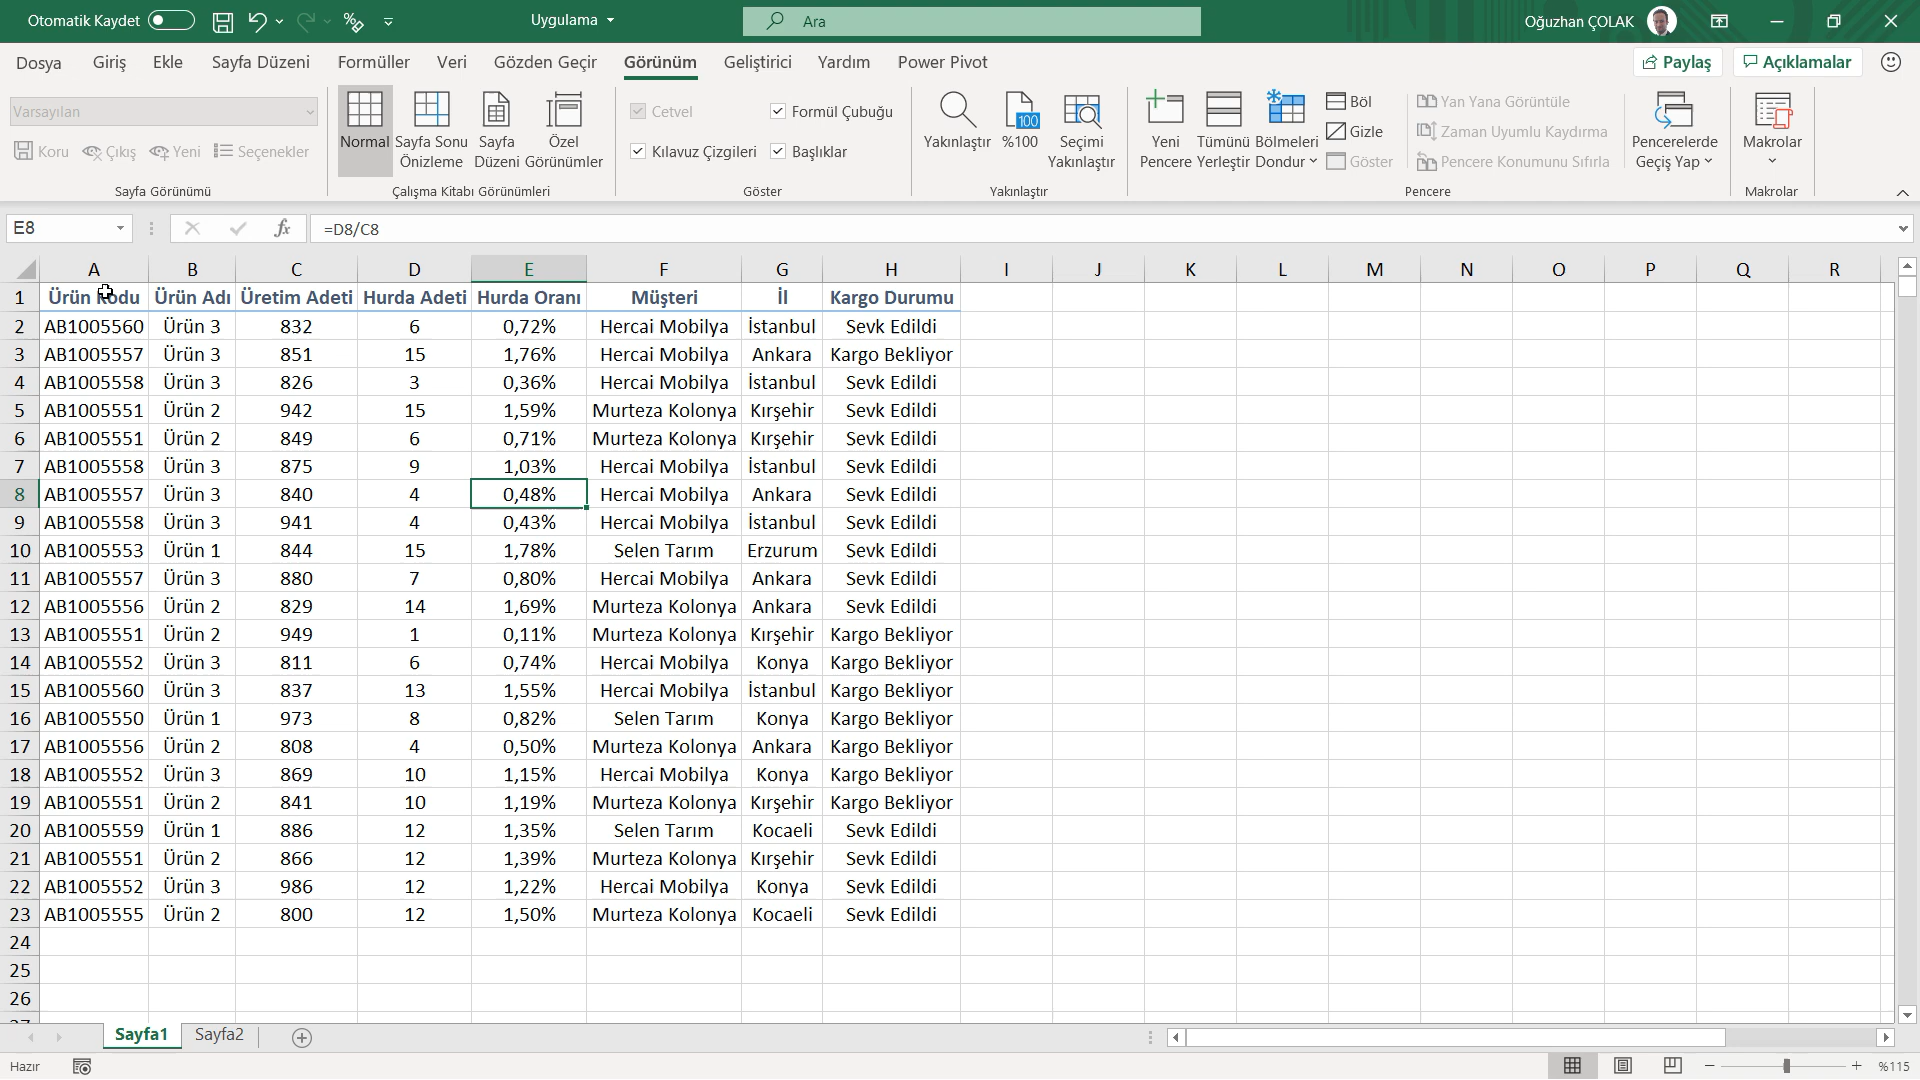 Otomatik Kaydet
Uygulama
Ara
Oğuzhan ÇOLAK
Dosya Giriş Ekle Sayfa Düzeni Formüller Veri Gözden Geçir Görünüm Geliştirici Yardım Power Pivot Paylaş Açıklamalar
Varsayılan
Koru Çıkış Yeni Seçenekler
Sayfa Görünümü
Normal
Sayfa Sonu Önizleme
Sayfa Düzeni
Özel Görünümler
Çalışma Kitabı Görünümleri
Cetvel Formül Çubuğu
Kılavuz Çizgileri Başlıklar
Göster
Yakınlaştır
100
%100
Seçimi Yakınlaştır
Yakınlaştır
Yeni Pencere
Tümünü Yerleştir
Bölmeleri Dondur
Böl
Gizle
Göster
Yan Yana Görüntüle
Zaman Uyumlu Kaydırma
Pencere Konumunu Sıfırla
Pencerelerde Geçiş Yap
Pencere
Makrolar
Makrolar
E8 fx =D8/C8
A B C D E F G H I J K L M N O P Q R
1 Ürün Kodu Ürün Adı Üretim Adeti Hurda Adeti Hurda Oranı Müşteri İl Kargo Durumu
2 AB1005560 Ürün 3 832 6 0,72% Hercai Mobilya İstanbul Sevk Edildi
3 AB1005557 Ürün 3 851 15 1,76% Hercai Mobilya Ankara Kargo Bekliyor
4 AB1005558 Ürün 3 826 3 0,36% Hercai Mobilya İstanbul Sevk Edildi
5 AB1005551 Ürün 2 942 15 1,59% Murteza Kolonya Kırşehir Sevk Edildi
6 AB1005551 Ürün 2 849 6 0,71% Murteza Kolonya Kırşehir Sevk Edildi
7 AB1005558 Ürün 3 875 9 1,03% Hercai Mobilya İstanbul Sevk Edildi
8 AB1005557 Ürün 3 840 4 0,48% Hercai Mobilya Ankara Sevk Edildi
9 AB1005558 Ürün 3 941 4 0,43% Hercai Mobilya İstanbul Sevk Edildi
10 AB1005553 Ürün 1 844 15 1,78% Selen Tarım Erzurum Sevk Edildi
11 AB1005557 Ürün 3 880 7 0,80% Hercai Mobilya Ankara Sevk Edildi
12 AB1005556 Ürün 2 829 14 1,69% Murteza Kolonya Ankara Sevk Edildi
13 AB1005551 Ürün 2 949 1 0,11% Murteza Kolonya Kırşehir Kargo Bekliyor
14 AB1005552 Ürün 3 811 6 0,74% Hercai Mobilya Konya Kargo Bekliyor
15 AB1005560 Ürün 3 837 13 1,55% Hercai Mobilya İstanbul Kargo Bekliyor
16 AB1005550 Ürün 1 973 8 0,82% Selen Tarım Konya Kargo Bekliyor
17 AB1005556 Ürün 2 808 4 0,50% Murteza Kolonya Ankara Kargo Bekliyor
18 AB1005552 Ürün 3 869 10 1,15% Hercai Mobilya Konya Kargo Bekliyor
19 AB1005551 Ürün 2 841 10 1,19% Murteza Kolonya Kırşehir Kargo Bekliyor
20 AB1005559 Ürün 1 886 12 1,35% Selen Tarım Kocaeli Sevk Edildi
21 AB1005551 Ürün 2 866 12 1,39% Murteza Kolonya Kırşehir Sevk Edildi
22 AB1005552 Ürün 3 986 12 1,22% Hercai Mobilya Konya Sevk Edildi
23 AB1005555 Ürün 2 800 12 1,50% Murteza Kolonya Kocaeli Sevk Edildi
24
25
26
Sayfa1 Sayfa2
Hazır
%115